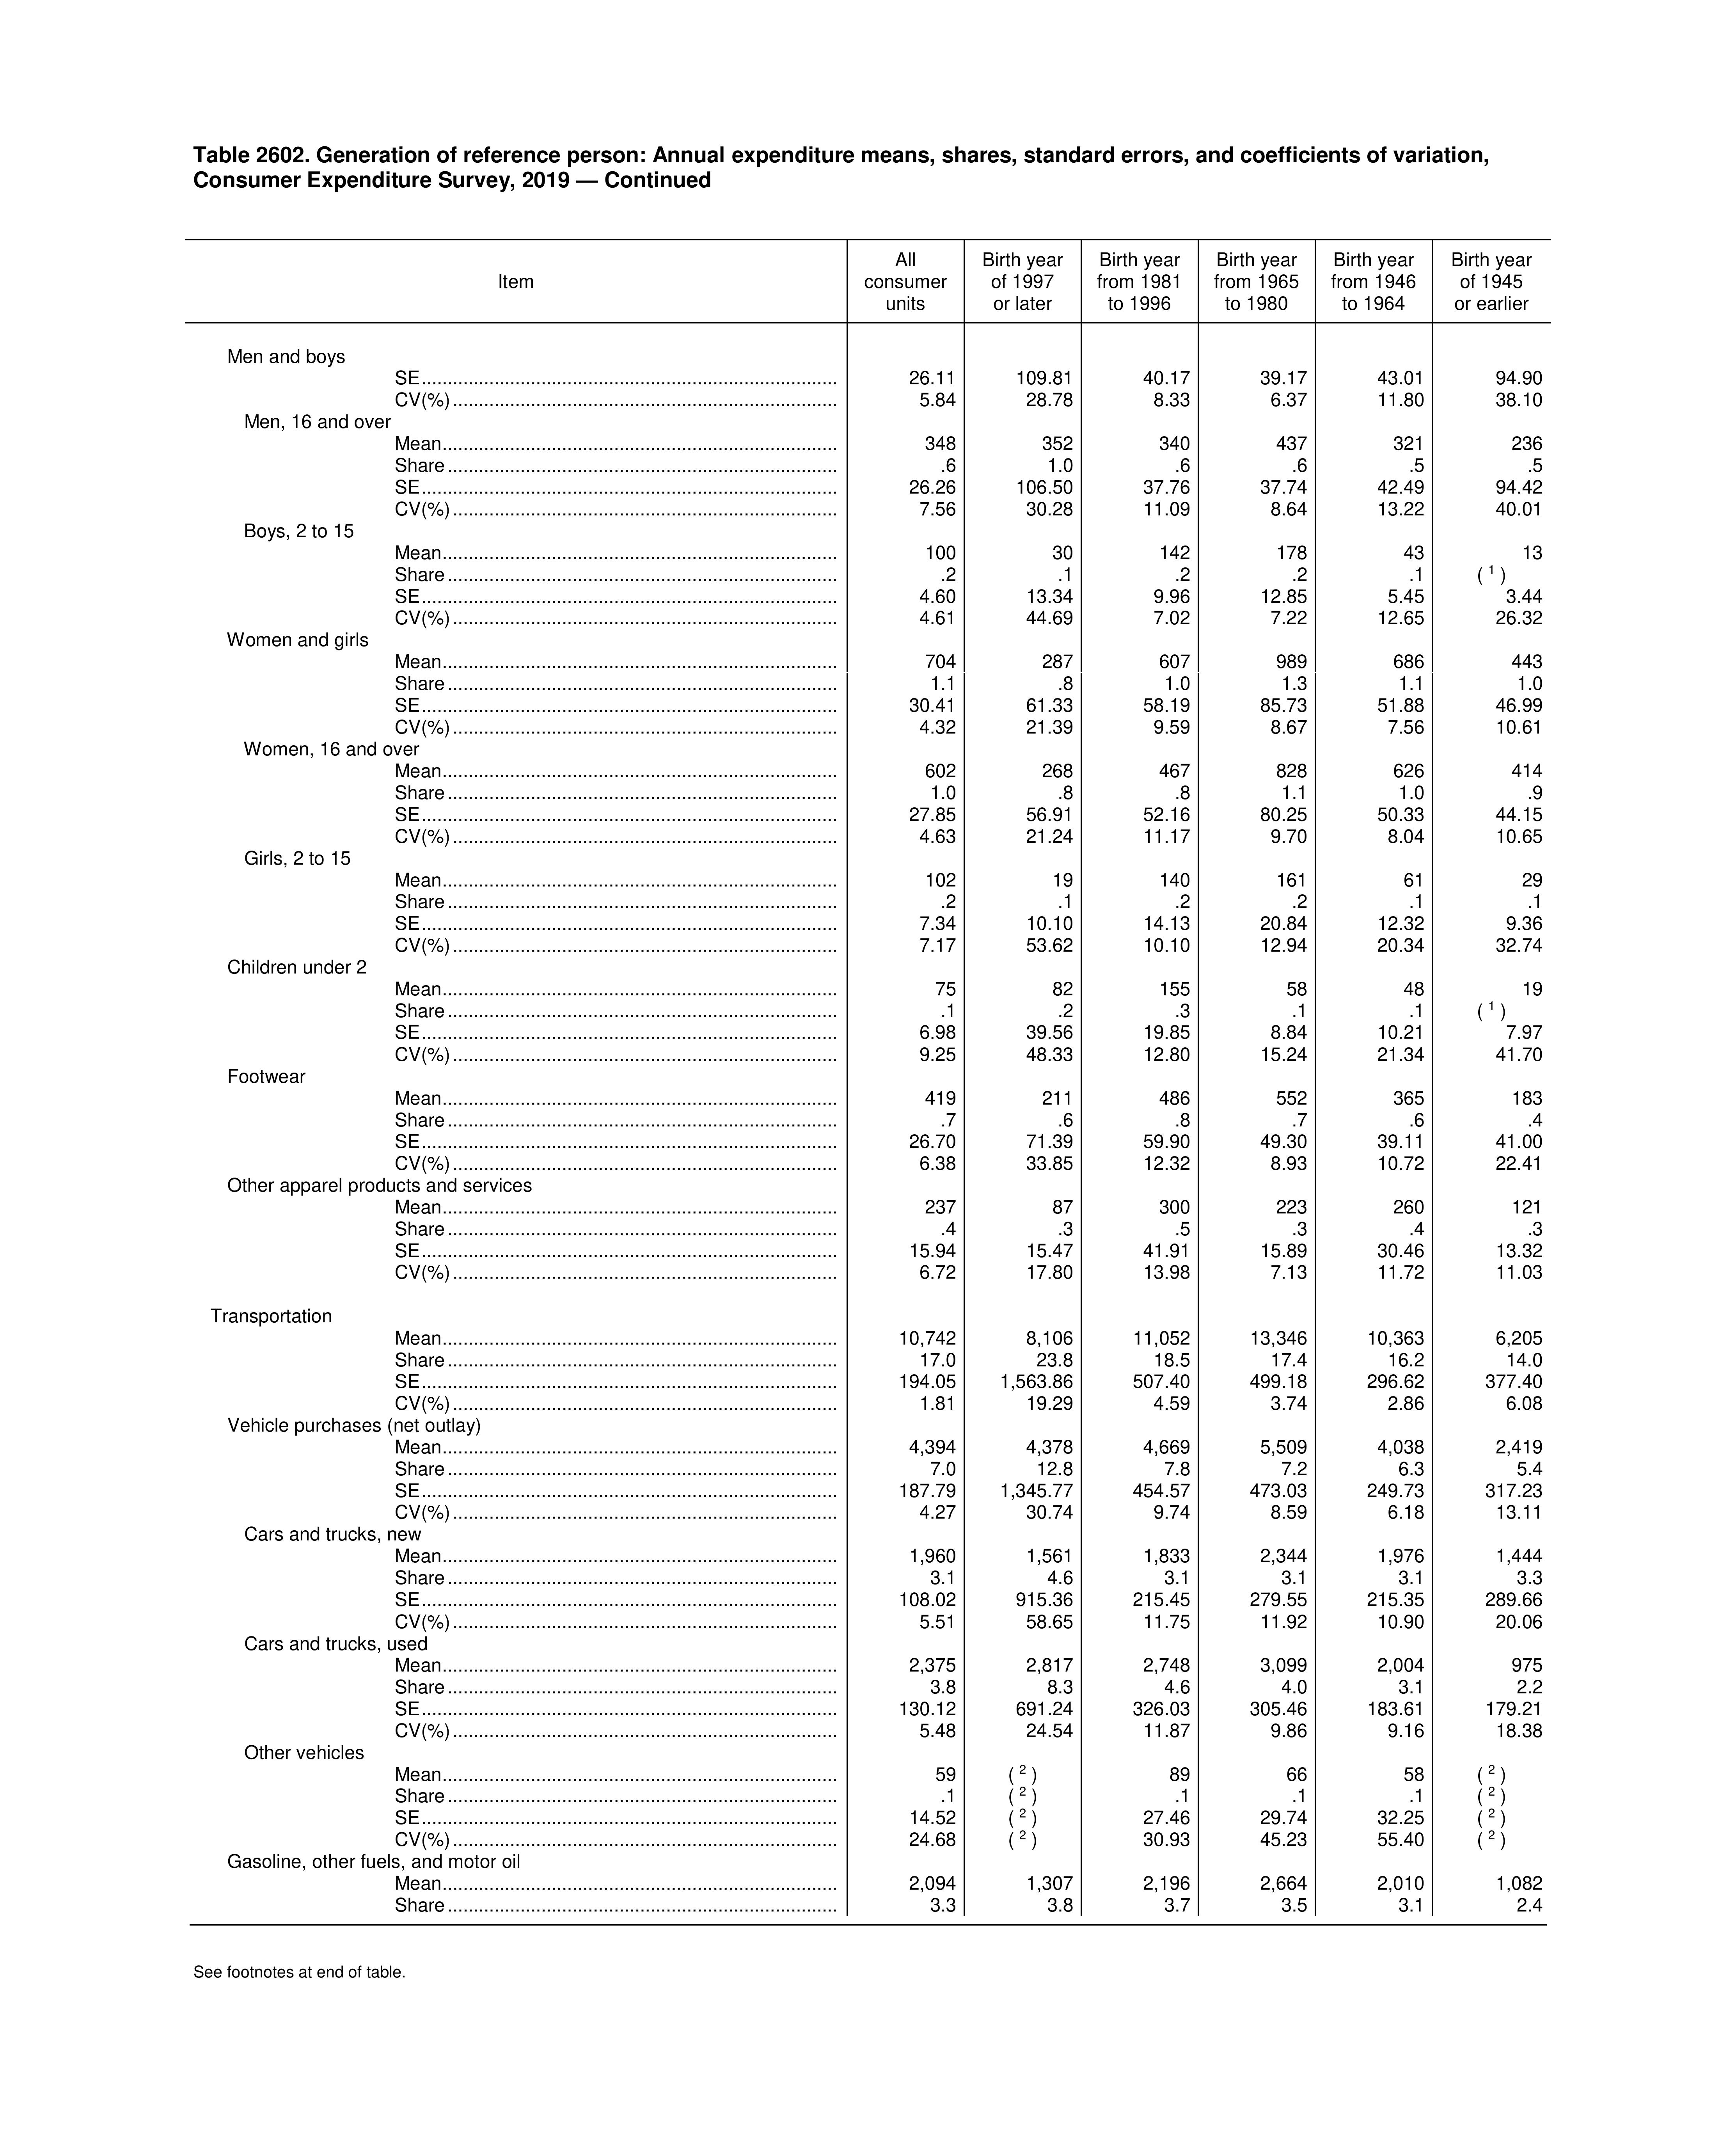 Table 2602. Generation of reference person: Annual expenditure means, shares, standard errors, and coefficients of variation,
Consumer Expenditure Survey, 2019 — Continued
Item
All consumer units
Birth year of 1997 or later
Birth year from 1981 to 1996
Birth year from 1965 to 1980
Birth year from 1946 to 1964
Birth year of 1945 or earlier
Men and boys
SE 26.11 109.81 40.17 39.17 43.01 94.90
CV(%) 5.84 28.78 8.33 6.37 11.80 38.10
Men, 16 and over
Mean 348 352 340 437 321 236
Share .6 1.0 .6 .6 .5 .5
SE 26.26 106.50 37.76 37.74 42.49 94.42
CV(%) 7.56 30.28 11.09 8.64 13.22 40.01
Boys, 2 to 15
Mean 100 30 142 178 43 13
Share .2 .1 .2 .2 .1 ( 1 )
SE 4.60 13.34 9.96 12.85 5.45 3.44
CV(%) 4.61 44.69 7.02 7.22 12.65 26.32
Women and girls
Mean 704 287 607 989 686 443
Share 1.1 .8 1.0 1.3 1.1 1.0
SE 30.41 61.33 58.19 85.73 51.88 46.99
CV(%) 4.32 21.39 9.59 8.67 7.56 10.61
Women, 16 and over
Mean 602 268 467 828 626 414
Share 1.0 .8 .8 1.1 1.0 .9
SE 27.85 56.91 52.16 80.25 50.33 44.15
CV(%) 4.63 21.24 11.17 9.70 8.04 10.65
Girls, 2 to 15
Mean 102 19 140 161 61 29
Share .2 .1 .2 .2 .1 .1
SE 7.34 10.10 14.13 20.84 12.32 9.36
CV(%) 7.17 53.62 10.10 12.94 20.34 32.74
Children under 2
Mean 75 82 155 58 48 19
Share .1 .2 .3 .1 .1 ( 1 )
SE 6.98 39.56 19.85 8.84 10.21 7.97
CV(%) 9.25 48.33 12.80 15.24 21.34 41.70
Footwear
Mean 419 211 486 552 365 183
Share .7 .6 .8 .7 .6 .4
SE 26.70 71.39 59.90 49.30 39.11 41.00
CV(%) 6.38 33.85 12.32 8.93 10.72 22.41
Other apparel products and services
Mean 237 87 300 223 260 121
Share .4 .3 .5 .3 .4 .3
SE 15.94 15.47 41.91 15.89 30.46 13.32
CV(%) 6.72 17.80 13.98 7.13 11.72 11.03
Transportation
Mean 10,742 8,106 11,052 13,346 10,363 6,205
Share 17.0 23.8 18.5 17.4 16.2 14.0
SE 194.05 1,563.86 507.40 499.18 296.62 377.40
CV(%) 1.81 19.29 4.59 3.74 2.86 6.08
Vehicle purchases (net outlay)
Mean 4,394 4,378 4,669 5,509 4,038 2,419
Share 7.0 12.8 7.8 7.2 6.3 5.4
SE 187.79 1,345.77 454.57 473.03 249.73 317.23
CV(%) 4.27 30.74 9.74 8.59 6.18 13.11
Cars and trucks, new
Mean 1,960 1,561 1,833 2,344 1,976 1,444
Share 3.1 4.6 3.1 3.1 3.1 3.3
SE 108.02 915.36 215.45 279.55 215.35 289.66
CV(%) 5.51 58.65 11.75 11.92 10.90 20.06
Cars and trucks, used
Mean 2,375 2,817 2,748 3,099 2,004 975
Share 3.8 8.3 4.6 4.0 3.1 2.2
SE 130.12 691.24 326.03 305.46 183.61 179.21
CV(%) 5.48 24.54 11.87 9.86 9.16 18.38
Other vehicles
Mean 59 ( 2 ) 89 66 58 ( 2 )
Share .1 ( 2 ) .1 .1 .1 ( 2 )
SE 14.52 ( 2 ) 27.46 29.74 32.25 ( 2 )
CV(%) 24.68 ( 2 ) 30.93 45.23 55.40 ( 2 )
Gasoline, other fuels, and motor oil
Mean 2,094 1,307 2,196 2,664 2,010 1,082
Share 3.3 3.8 3.7 3.5 3.1 2.4
See footnotes at end of table.